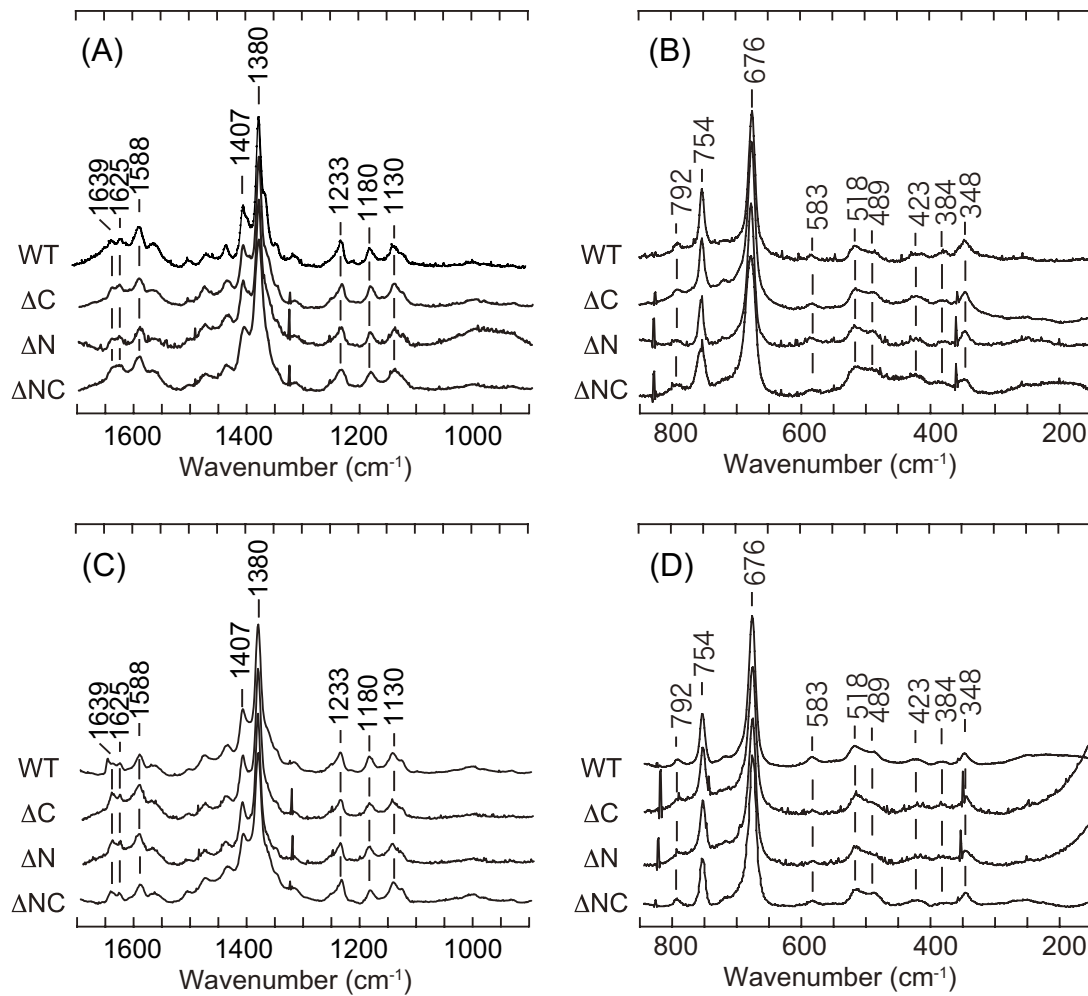 (A)
1639
1625
1588
1407
1380
1233
1180
1130
WT
ΔC
ΔN
ΔNC
1600 1400 1200 1000
Wavenumber (cm⁻¹)
(B)
792
754
676
583
518
489
423
384
348
WT
ΔC
ΔN
ΔNC
800 600 400 200
Wavenumber (cm⁻¹)
(C)
1639
1625
1588
1407
1380
1233
1180
1130
WT
ΔC
ΔN
ΔNC
1600 1400 1200 1000
Wavenumber (cm⁻¹)
(D)
792
754
676
583
518
489
423
384
348
WT
ΔC
ΔN
ΔNC
800 600 400 200
Wavenumber (cm⁻¹)